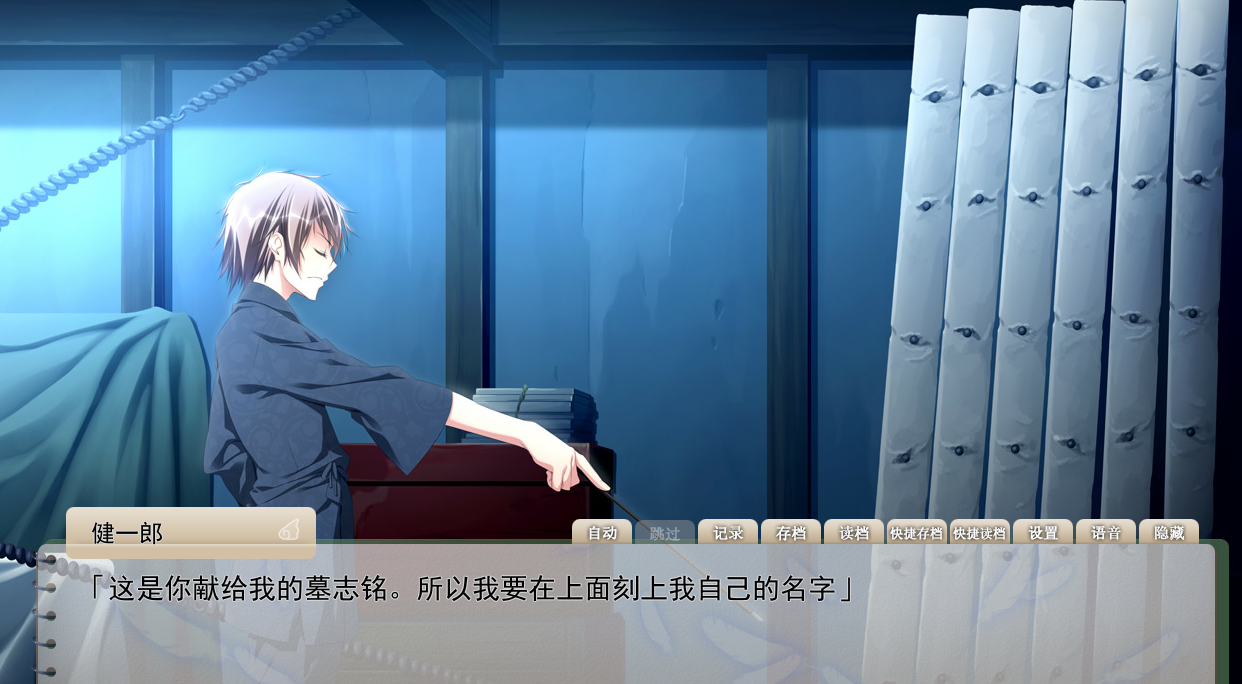 健一郎
自动 跳过 记录 存档 读档 快捷存档 快捷读档 设置 语音 隐藏
「这是你献给我的墓志铭。所以我要在上面刻上我自己的名字」